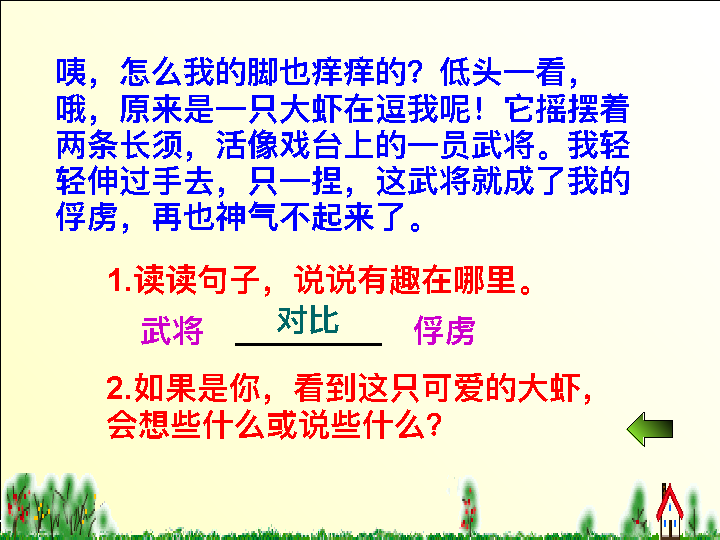 咦，怎么我的脚也痒痒的？低头一看，
哦，原来是一只大虾在逗我呢！它摇摆着
两条长须，活像戏台上的一员武将。我轻
轻伸过手去，只一捏，这武将就成了我的
俘虏，再也神气不起来了。
1.读读句子，说说有趣在哪里。
武将 对比 俘虏
2.如果是你，看到这只可爱的大虾，
会想些什么或说些什么？